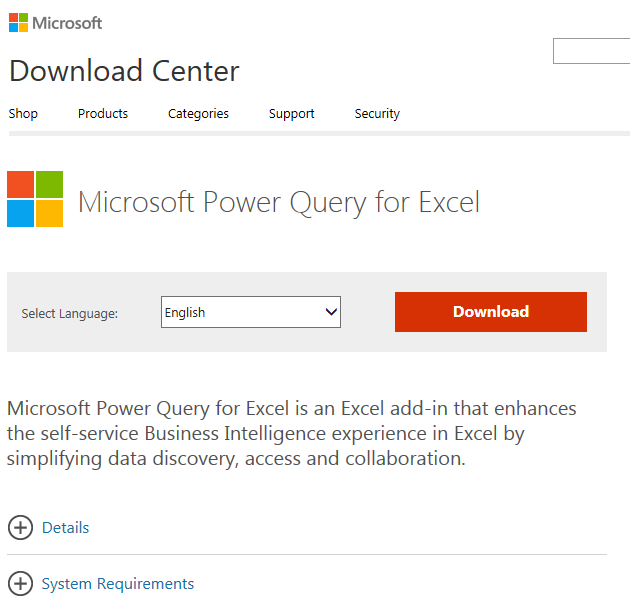 Microsoft
Download Center
Shop Products Categories Support Security
Microsoft Power Query for Excel
Select Language: English Download
Microsoft Power Query for Excel is an Excel add-in that enhances
the self-service Business Intelligence experience in Excel by
simplifying data discovery, access and collaboration.
Details
System Requirements